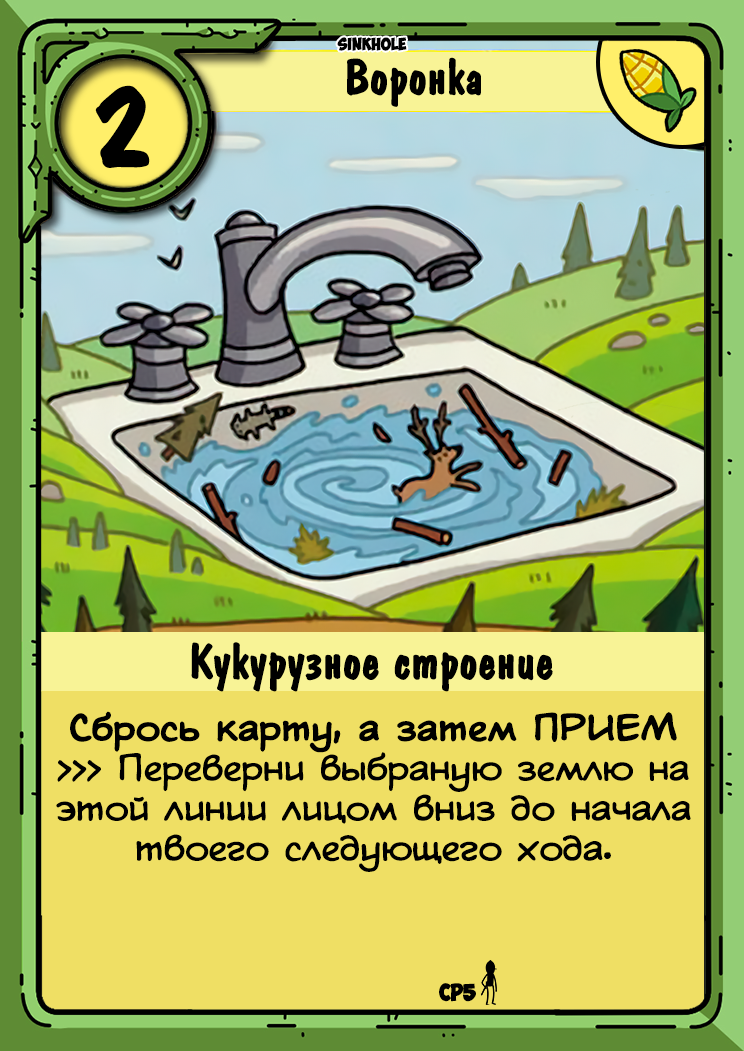 SINKHOLE
Воронка
2
Кукурузное строение
Сбрось карту, а затем ПРИЕМ
>>> Переверни выбраную землю на
этой линии лицом вниз до начала
твоего следующего хода.
CP5